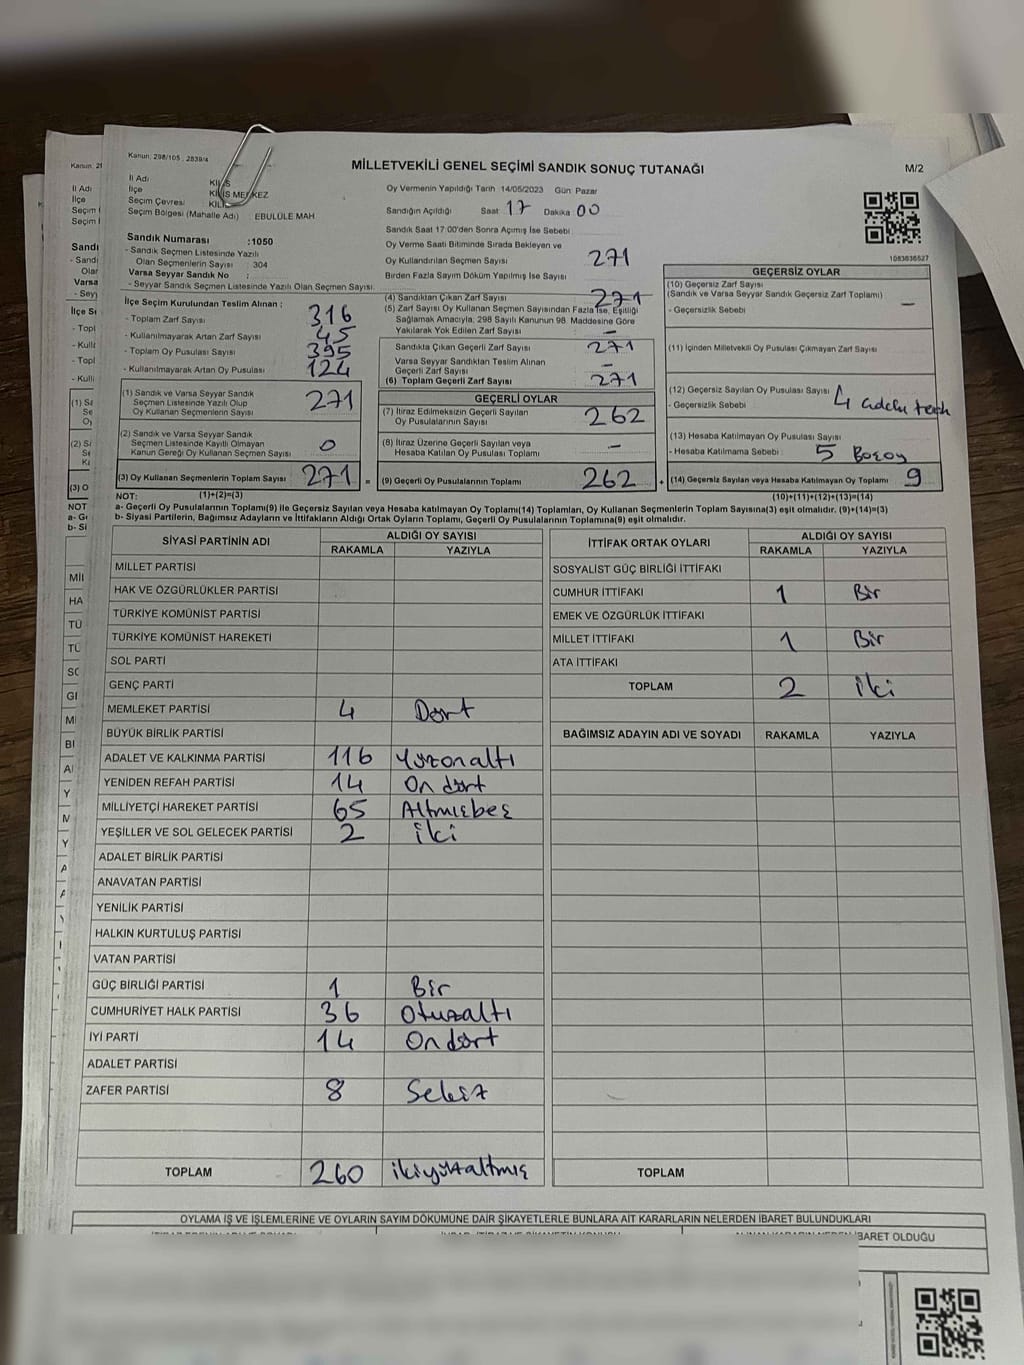 Kanun: 298/105 , 2839/4
MİLLETVEKİLİ GENEL SEÇİMİ SANDIK SONUÇ TUTANAĞI
M/2
İl Adı
İlçe KİLİS MERKEZ
Seçim Çevresi
Seçim Bölgesi (Mahalle Adı) EBULULE MAH
Sandık Numarası :1050
- Sandık Seçmen Listesinde Yazılı
Olan Seçmenlerin Sayısı : 304
Varsa Seyyar Sandık No :
- Seyyar Sandık Seçmen Listesinde Yazılı Olan Seçmen Sayısı:
Oy Vermenin Yapıldığı Tarih 14/05/2023 Gün: Pazar
Sandığın Açıldığı Saat 17 Dakika 00
Sandık Saat 17:00'den Sonra Açımış İse Sebebi
Oy Verme Saati Bitiminde Sırada Bekleyen ve
Oy Kullandırılan Seçmen Sayısı 271
Birden Fazla Sayım Döküm Yapılmış İse Sayısı
1083636527
İlçe Seçim Kurulundan Teslim Alınan :
- Toplam Zarf Sayısı 316
- Kullanılmayarak Artan Zarf Sayısı 45
- Toplam Oy Pusulası Sayısı 395
- Kullanılmayarak Artan Oy Pusulası 124
(1) Sandık ve Varsa Seyyar Sandık
Seçmen Listesinde Yazılı Olup
Oy Kullanan Seçmenlerin Sayısı 271
(2) Sandık ve Varsa Seyyar Sandık
Seçmen Listesinde Kayıtlı Olmayan
Kanun Gereği Oy Kullanan Seçmen Sayısı 0
(3) Oy Kullanan Seçmenlerin Toplam Sayısı 271 =
(4) Sandıktan Çıkan Zarf Sayısı 271
(5) Zarf Sayısı Oy Kullanan Seçmen Sayısından Fazla İse, Eşitliği
Sağlamak Amacıyla; 298 Sayılı Kanunun 98. Maddesine Göre
Yakılarak Yok Edilen Zarf Sayısı –
Sandıkta Çıkan Geçerli Zarf Sayısı 271
Varsa Seyyar Sandıktan Teslim Alınan
Geçerli Zarf Sayısı –
(6) Toplam Geçerli Zarf Sayısı 271
GEÇERLİ OYLAR
(7) İtiraz Edilmeksizin Geçerli Sayılan
Oy Pusulalarının Sayısı 262
(8) İtiraz Üzerine Geçerli Sayılan veya
Hesaba Katılan Oy Pusulası Toplamı –
(9) Geçerli Oy Pusulalarının Toplamı 262 +
GEÇERSİZ OYLAR
(10) Geçersiz Zarf Sayısı
(Sandık ve Varsa Seyyar Sandık Geçersiz Zarf Toplamı) –
- Geçersizlik Sebebi
(11) İçinden Milletvekili Oy Pusulası Çıkmayan Zarf Sayısı
(12) Geçersiz Sayılan Oy Pusulası Sayısı 4
- Geçersizlik Sebebi
(13) Hesaba Katılmayan Oy Pusulası Sayısı
- Hesaba Katılmama Sebebi 5
(14) Geçersiz Sayılan veya Hesaba Katılmayan Oy Toplamı 9
NOT: (1)+(2)=(3) (10)+(11)+(12)+(13)=(14)
a- Geçerli Oy Pusulalarının Toplamı(9) ile Geçersiz Sayılan veya Hesaba katılmayan Oy Toplamı(14) Toplamları, Oy Kullanan Seçmenlerin Toplam Sayısına(3) eşit olmalıdır. (9)+(14)=(3)
b- Siyasi Partilerin, Bağımsız Adayların ve İttifakların Aldığı Ortak Oyların Toplamı, Geçerli Oy Pusulalarının Toplamına(9) eşit olmalıdır.
SİYASİ PARTİNİN ADI ALDIĞI OY SAYISI
RAKAMLA YAZIYLA
MİLLET PARTİSİ
HAK VE ÖZGÜRLÜKLER PARTİSİ
TÜRKİYE KOMÜNİST PARTİSİ
TÜRKİYE KOMÜNİST HAREKETİ
SOL PARTİ
GENÇ PARTİ
MEMLEKET PARTİSİ 4 Dört
BÜYÜK BİRLİK PARTİSİ
ADALET VE KALKINMA PARTİSİ 116 Yüzonaltı
YENİDEN REFAH PARTİSİ 14 On dört
MİLLİYETÇİ HAREKET PARTİSİ 65 Altmışbeş
YEŞİLLER VE SOL GELECEK PARTİSİ 2 İki
ADALET BİRLİK PARTİSİ
ANAVATAN PARTİSİ
YENİLİK PARTİSİ
HALKIN KURTULUŞ PARTİSİ
VATAN PARTİSİ
GÜÇ BİRLİĞİ PARTİSİ 1 Bir
CUMHURİYET HALK PARTİSİ 36 Otuzaltı
İYİ PARTİ 14 On dört
ADALET PARTİSİ
ZAFER PARTİSİ 8 Sekiz
TOPLAM 260 ikiyüzaltmış
İTTİFAK ORTAK OYLARI ALDIĞI OY SAYISI
RAKAMLA YAZIYLA
SOSYALİST GÜÇ BİRLİĞİ İTTİFAKI
CUMHUR İTTİFAKI 1 Bir
EMEK VE ÖZGÜRLÜK İTTİFAKI
MİLLET İTTİFAKI 1 Bir
ATA İTTİFAKI
TOPLAM 2 iki
BAĞIMSIZ ADAYIN ADI VE SOYADI RAKAMLA YAZIYLA
TOPLAM
OYLAMA İŞ VE İŞLEMLERİNE VE OYLARIN SAYIM DÖKÜMÜNE DAİR ŞİKAYETLERLE BUNLARA AİT KARARLARIN NELERDEN İBARET BULUNDUKLARI
İBARET OLDUĞU